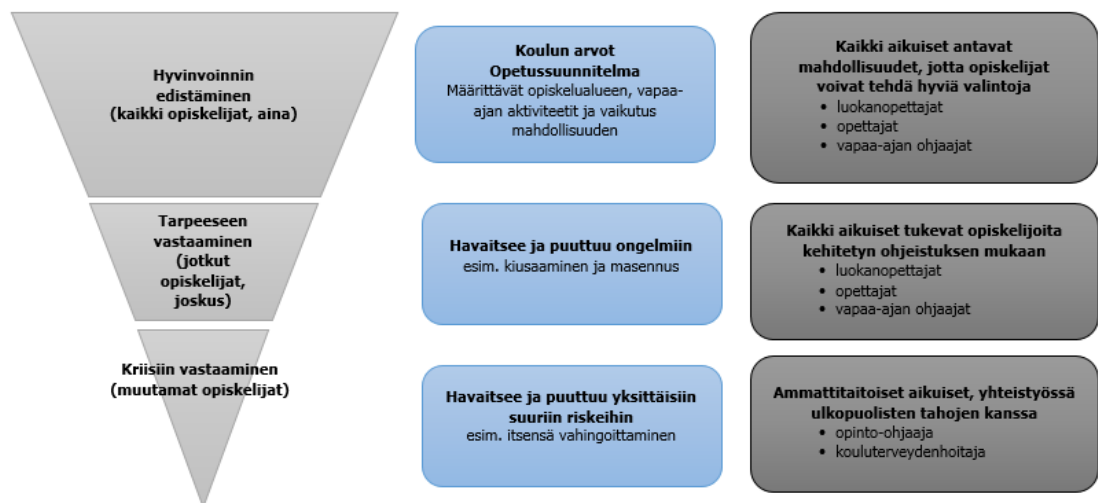 Hyvinvoinnin
edistäminen
(kaikki opiskelijat, aina)
Koulun arvot
Opetussuunnitelma
Määrittävät opiskelualueen, vapaa-
ajan aktiviteetit ja vaikutus
mahdollisuuden
Kaikki aikuiset antavat
mahdollisuudet, jotta opiskelijat
voivat tehdä hyviä valintoja
• luokanopettajat
• opettajat
• vapaa-ajan ohjaajat
Tarpeeseen
vastaaminen
(jotkut
opiskelijat,
joskus)
Havaitsee ja puuttuu ongelmiin
esim. kiusaaminen ja masennus
Kaikki aikuiset tukevat opiskelijoita
kehitetyn ohjeistuksen mukaan
• luokanopettajat
• opettajat
• vapaa-ajan ohjaajat
Kriisiin vastaaminen
(muutamat opiskelijat)
Havaitsee ja puuttuu yksittäisiin
suuriin riskeihin
esim. itsensä vahingoittaminen
Ammattitaitoiset aikuiset, yhteistyössä
ulkopuolisten tahojen kanssa
• opinto-ohjaaja
• kouluterveydenhoitaja